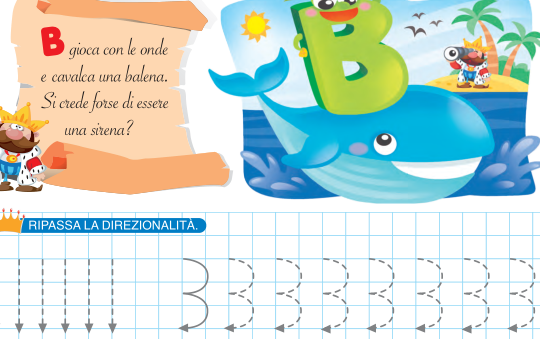 B gioca con le onde
e cavalca una balena.
Si crede forse di essere
una sirena?
B
RIPASSA LA DIREZIONALITÀ.